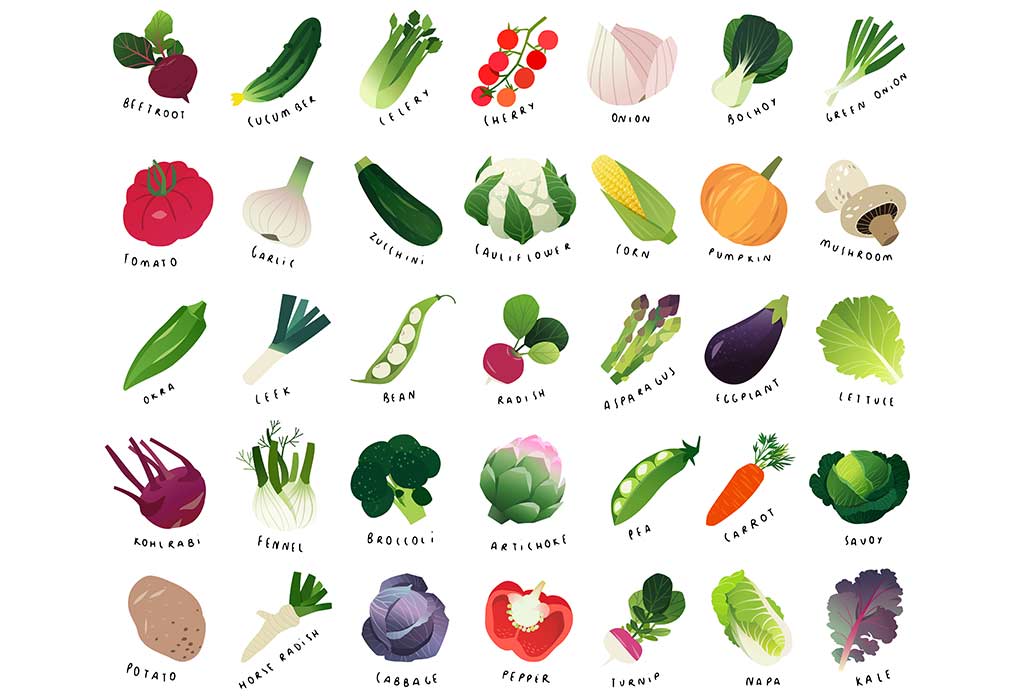 BEETROOT
CUCUMBER
CELERY
CHERRY
ONION
BOCHOY
GREEN ONION
TOMATO
GARLIC
ZUCCHINI
CAULIFLOWER
CORN
PUMPKIN
MUSHROOM
OKRA
LEEK
BEAN
RADISH
ASPARAGUS
EGGPLANT
LETTUCE
KOHLRABI
FENNEL
BROCCOLI
ARTICHOKE
PEA
CARROT
SAVOY
POTATO
HORSE RADISH
CABBAGE
PEPPER
TURNIP
NAPA
KALE